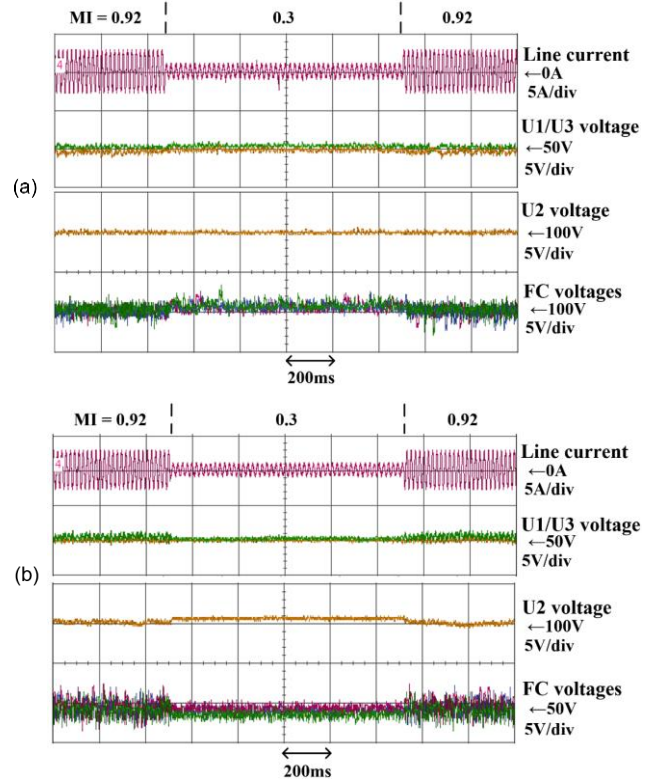 MI = 0.92 | 0.3 | 0.92
4
Line current
←0A
5A/div
U1/U3 voltage
←50V
5V/div
(a)
U2 voltage
←100V
5V/div
FC voltages
←100V
5V/div
200ms
MI = 0.92 | 0.3 | 0.92
4
Line current
←0A
5A/div
U1/U3 voltage
←50V
5V/div
(b)
U2 voltage
←100V
5V/div
FC voltages
←50V
5V/div
200ms